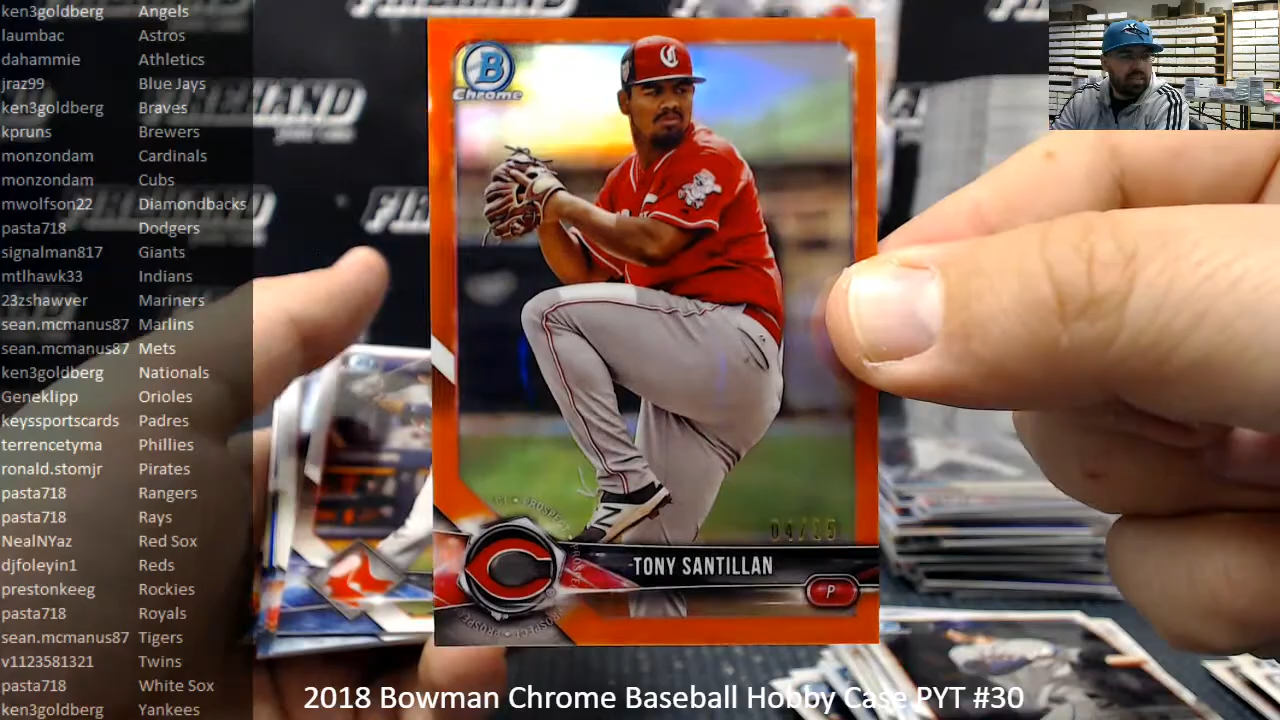 ken3goldberg Angels
laumbac Astros
dahammie Athletics
jraz99 Blue Jays
ken3goldberg Braves
kpruns Brewers
monzondam Cardinals
monzondam Cubs
mwolfson22 Diamondbacks
pasta718 Dodgers
signalman817 Giants
mtlhawk33 Indians
23zshawver Mariners
sean.mcmanus87 Marlins
sean.mcmanus87 Mets
ken3goldberg Nationals
Geneklipp Orioles
keyssportscards Padres
terrencetyma Phillies
ronald.stomjr Pirates
pasta718 Rangers
pasta718 Rays
NealNYaz Red Sox
djfoleyin1 Reds
prestonkeeg Rockies
pasta718 Royals
sean.mcmanus87 Tigers
v1123581321 Twins
pasta718 White Sox
ken3goldberg Yankees
B
Chrome
C
N
04/25
PROSPECT
TONY SANTILLAN
P
2018 Bowman Chrome Baseball Hobby Case PYT #30